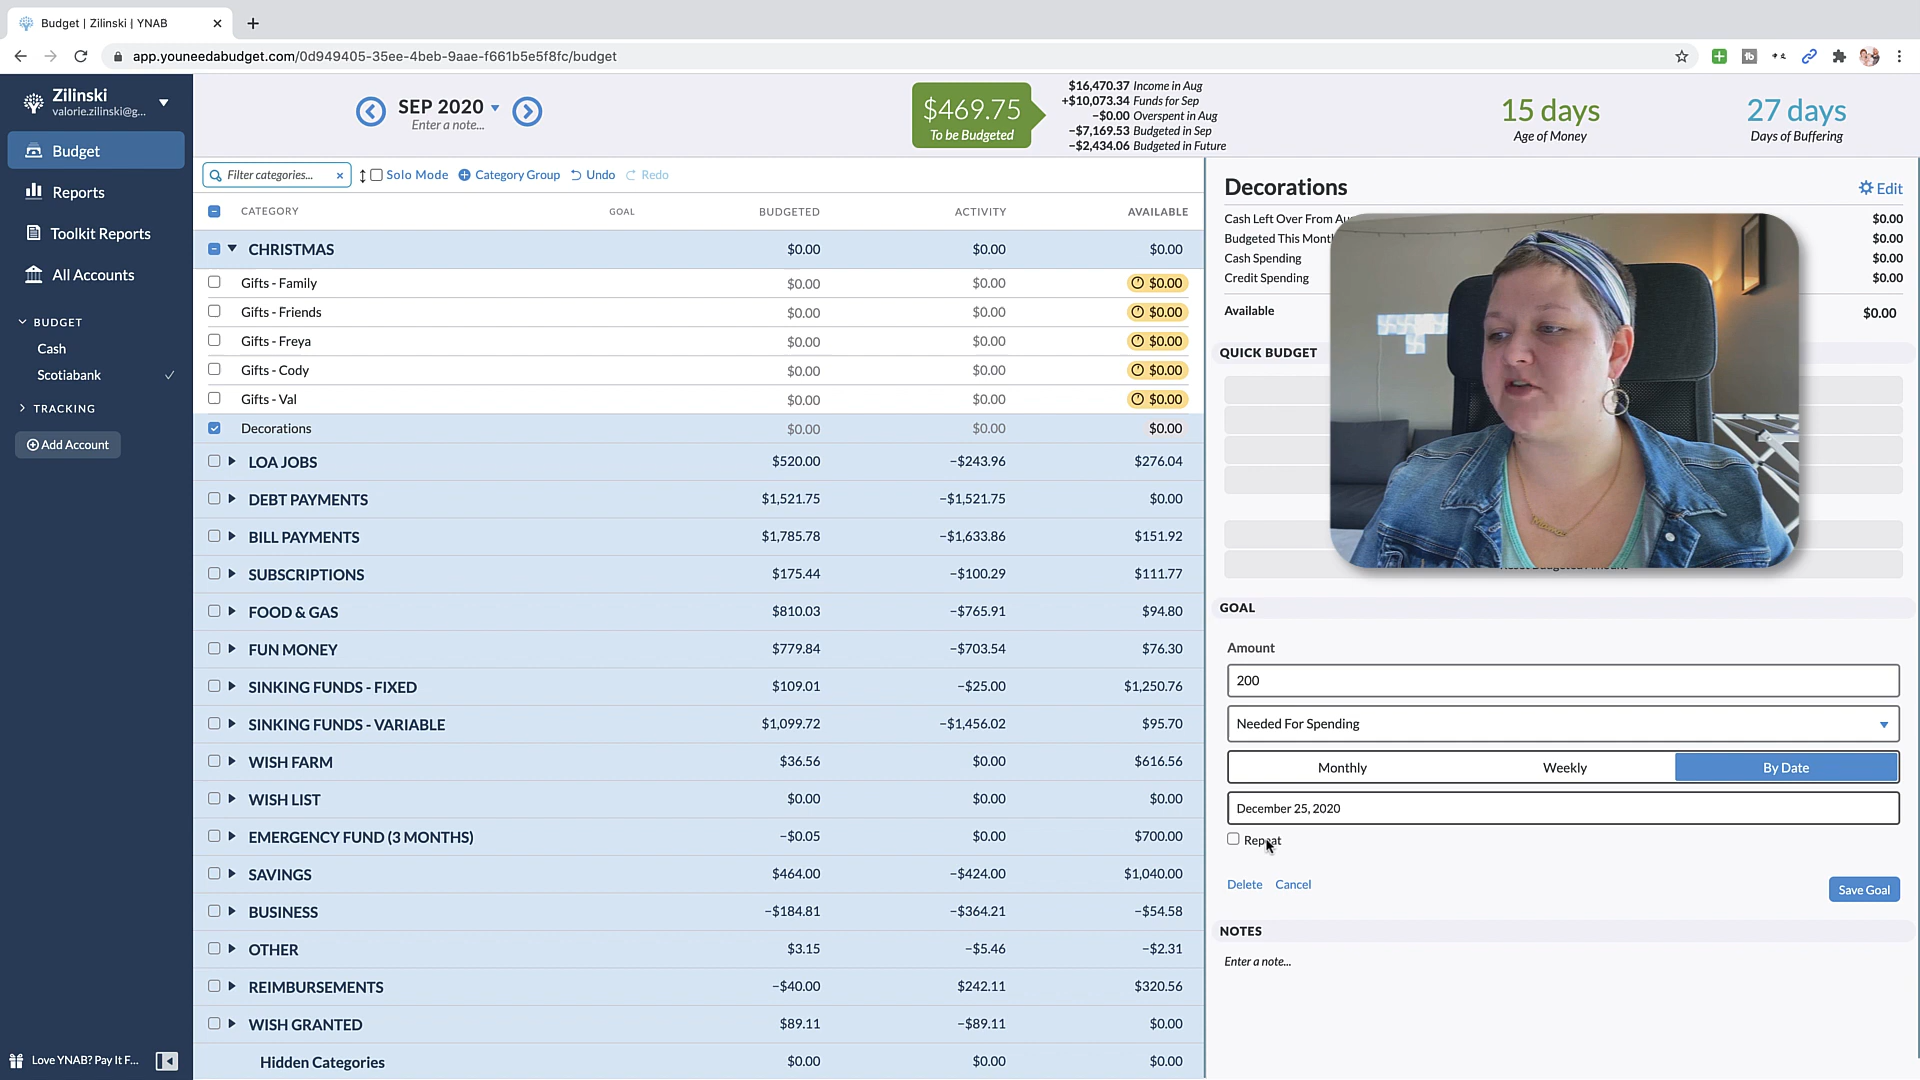 Budget | Zilinski | YNAB
app.youneedabudget.com/0d949405-35ee-4beb-9aae-f661b5e5f8fc/budget
Zilinski
valorie.zilinski@g...
Budget
Reports
Toolkit Reports
All Accounts
BUDGET
Cash
Scotiabank
TRACKING
Add Account
Love YNAB? Pay It F...
SEP 2020
Enter a note...
$469.75
To be Budgeted
$16,470.37 Income in Aug
+$10,073.34 Funds for Sep
−$0.00 Overspent in Aug
−$7,169.53 Budgeted in Sep
−$2,434.06 Budgeted in Future
15 days
Age of Money
27 days
Days of Buffering
Filter categories... Solo Mode Category Group Undo Redo
CATEGORY GOAL BUDGETED ACTIVITY AVAILABLE
CHRISTMAS $0.00 $0.00 $0.00
Gifts - Family $0.00 $0.00 $0.00
Gifts - Friends $0.00 $0.00 $0.00
Gifts - Freya $0.00 $0.00 $0.00
Gifts - Cody $0.00 $0.00 $0.00
Gifts - Val $0.00 $0.00 $0.00
Decorations $0.00 $0.00 $0.00
LOA JOBS $520.00 −$243.96 $276.04
DEBT PAYMENTS $1,521.75 −$1,521.75 $0.00
BILL PAYMENTS $1,785.78 −$1,633.86 $151.92
SUBSCRIPTIONS $175.44 −$100.29 $111.77
FOOD & GAS $810.03 −$765.91 $94.80
FUN MONEY $779.84 −$703.54 $76.30
SINKING FUNDS - FIXED $109.01 −$25.00 $1,250.76
SINKING FUNDS - VARIABLE $1,099.72 −$1,456.02 $95.70
WISH FARM $36.56 $0.00 $616.56
WISH LIST $0.00 $0.00 $0.00
EMERGENCY FUND (3 MONTHS) −$0.05 $0.00 $700.00
SAVINGS $464.00 −$424.00 $1,040.00
BUSINESS −$184.81 −$364.21 −$54.58
OTHER $3.15 −$5.46 −$2.31
REIMBURSEMENTS −$40.00 $242.11 $320.56
WISH GRANTED $89.11 −$89.11 $0.00
Hidden Categories $0.00 $0.00 $0.00
Decorations Edit
Cash Left Over From Au $0.00
Budgeted This Mont $0.00
Cash Spending $0.00
Credit Spending $0.00
Available $0.00
QUICK BUDGET
GOAL
Amount
200
Needed For Spending
Monthly Weekly By Date
December 25, 2020
Repeat
Delete Cancel Save Goal
NOTES
Enter a note...